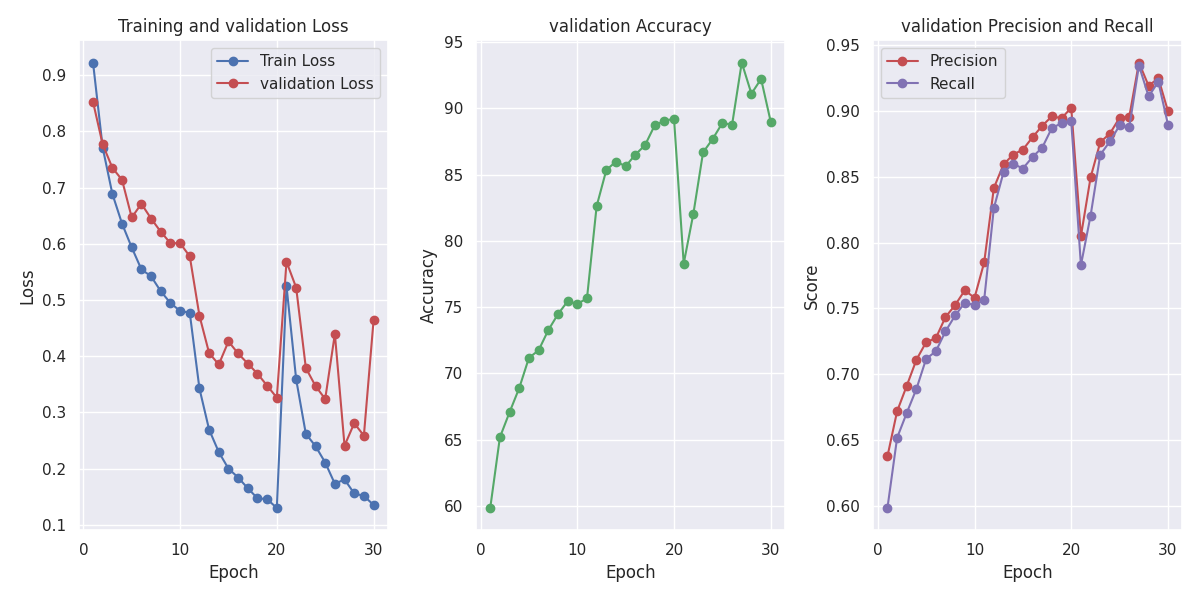 Training and validation Loss
Train Loss
validation Loss
0.9
0.8
0.7
0.6
0.5
0.4
0.3
0.2
0.1
Loss
0
10
20
30
Epoch
validation Accuracy
95
90
85
80
75
70
65
60
Accuracy
0
10
20
30
Epoch
validation Precision and Recall
Precision
Recall
0.95
0.90
0.85
0.80
0.75
0.70
0.65
0.60
Score
0
10
20
30
Epoch